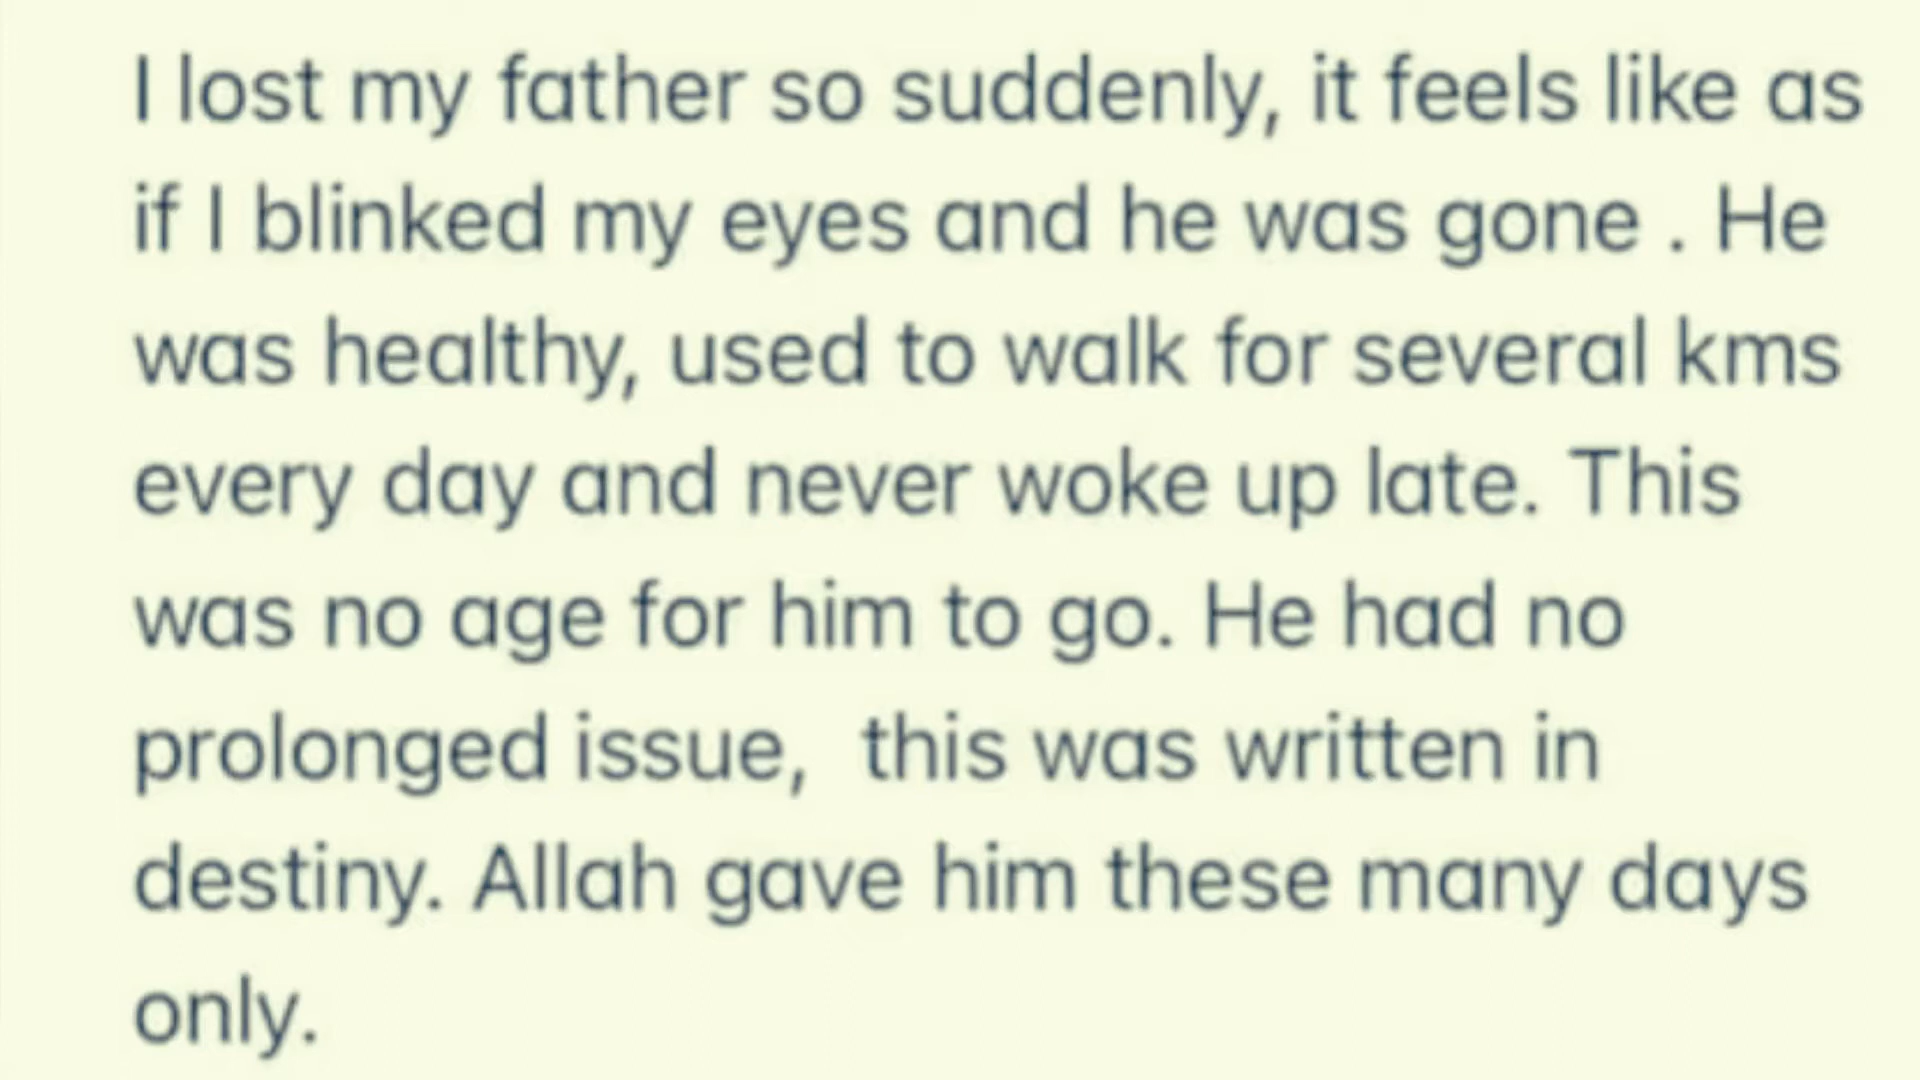 I lost my father so suddenly, it feels like as
if I blinked my eyes and he was gone . He
was healthy, used to walk for several kms
every day and never woke up late. This
was no age for him to go. He had no
prolonged issue,  this was written in
destiny. Allah gave him these many days
only.